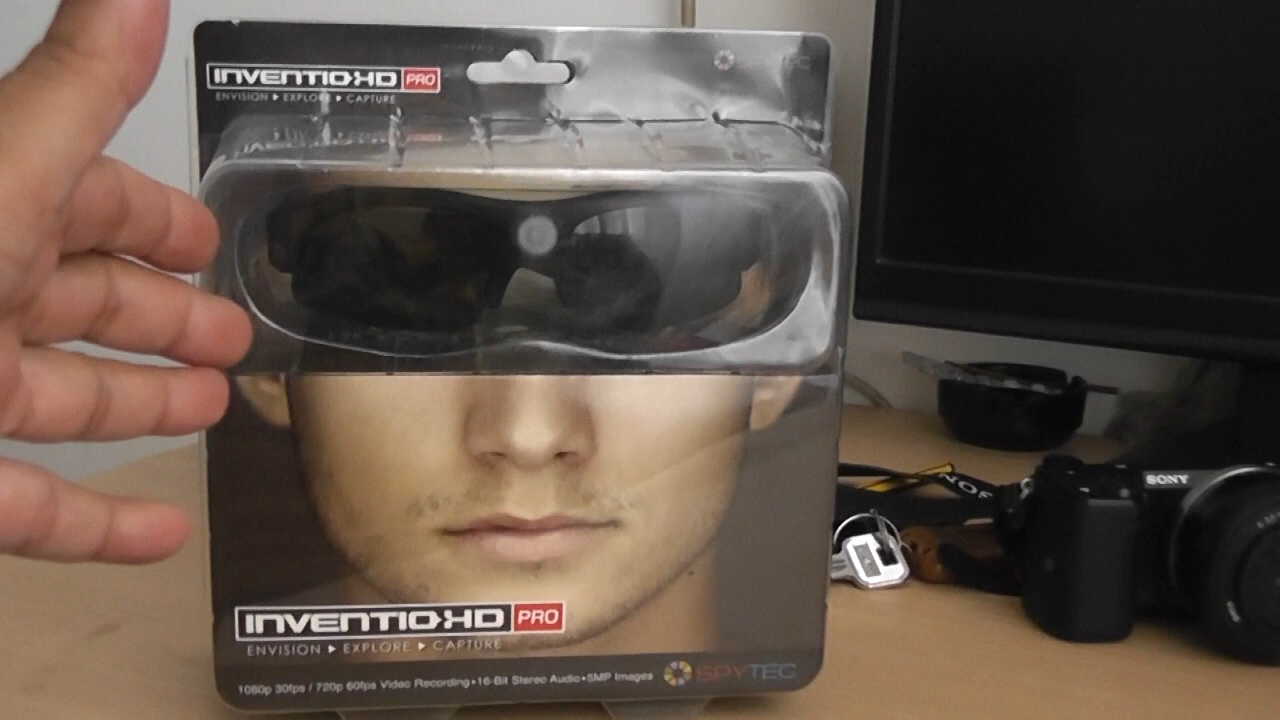 INVENTIO-HD PRO
ENVISION ▸ EXPLORE ▸ CAPTURE
INVENTIO-HD PRO
ENVISION ▸ EXPLORE ▸ CAPTURE
1080p 30fps / 720p 60fps Video Recording•16-Bit Stereo Audio•5MP Images
SPYTEC
SONY